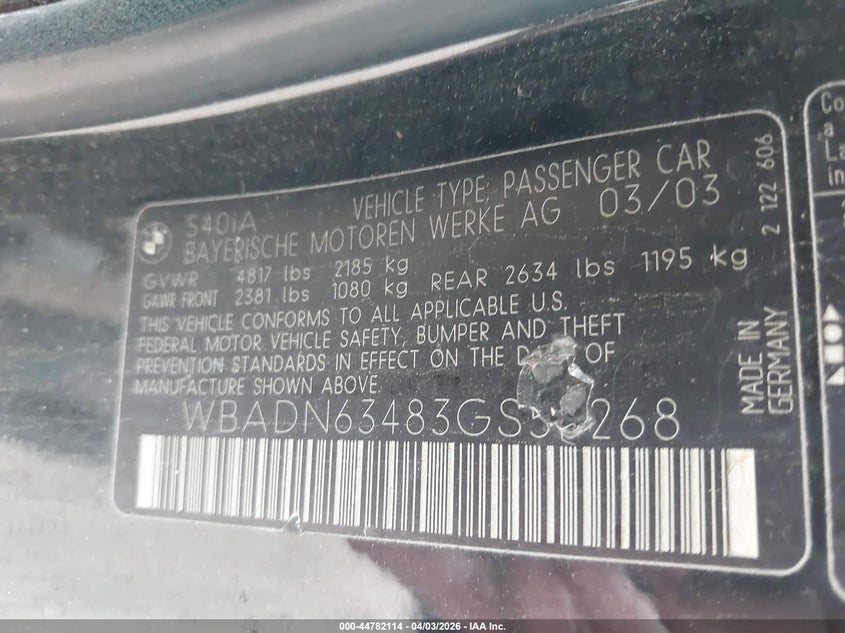 540iA VEHICLE TYPE: PASSENGER CAR
BAYERISCHE MOTOREN WERKE AG 03/03
GVWR 4817 lbs 2185 kg
GAWR FRONT 2381 lbs 1080 kg REAR 2634 lbs 1195 kg
THIS VEHICLE CONFORMS TO ALL APPLICABLE U.S.
FEDERAL MOTOR VEHICLE SAFETY, BUMPER AND THEFT
PREVENTION STANDARDS IN EFFECT ON THE OF
MANUFACTURE SHOWN ABOVE.
MADE IN
GERMANY
2 122 606
Co
a
La
in
000-44782114 - 04/03/2026 - IAA Inc.